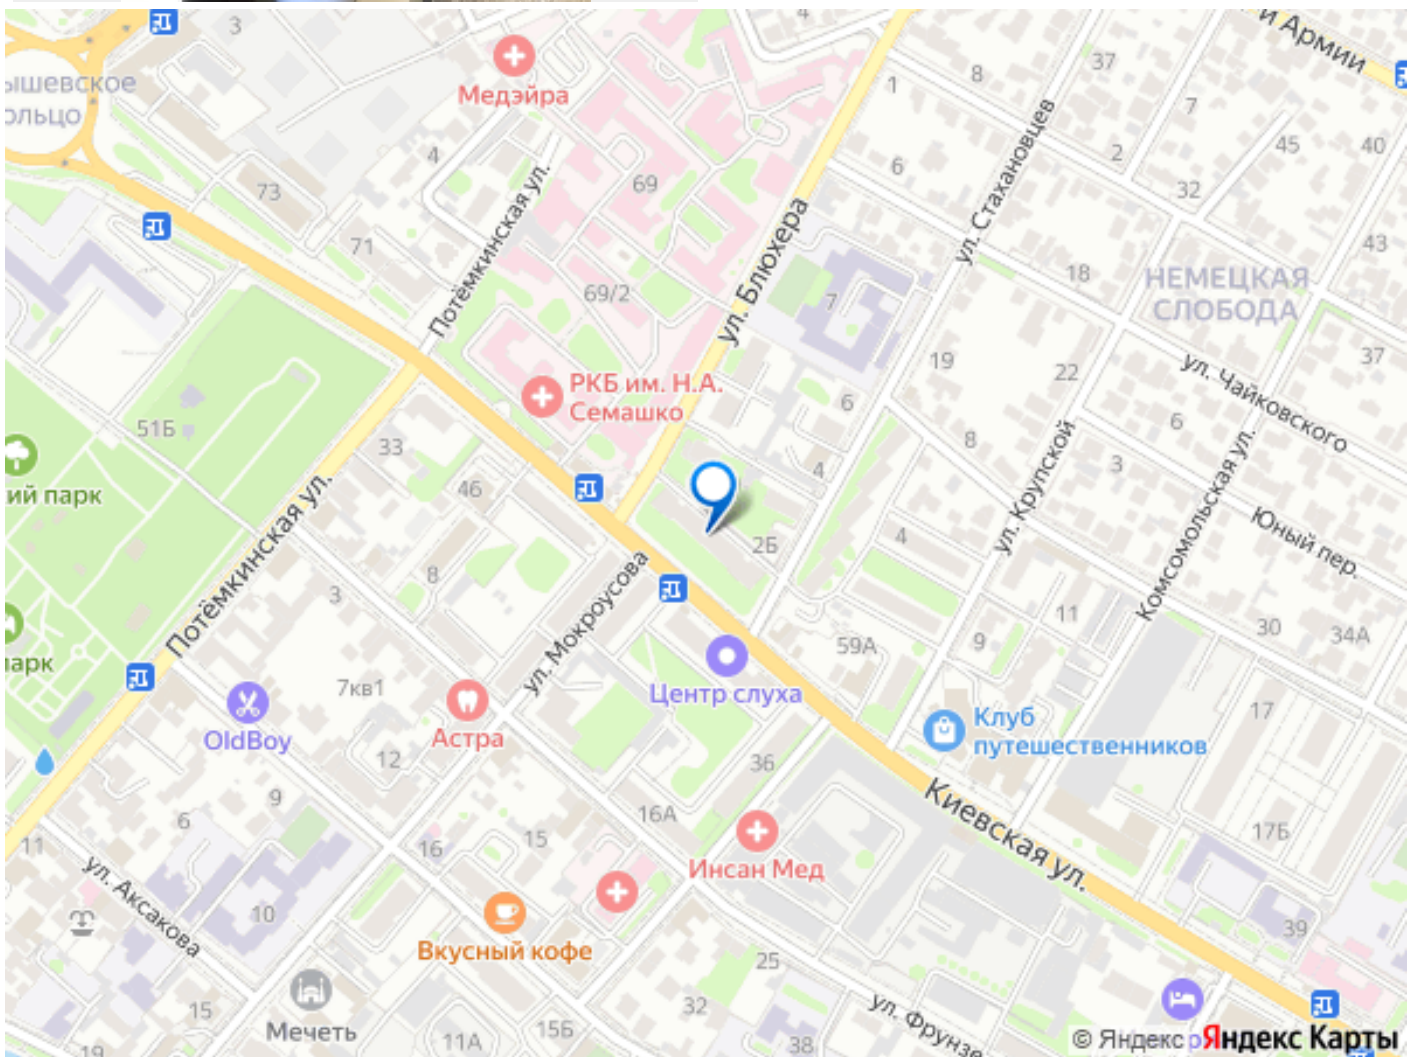 3
4
и Армии
37
8
1
7
ышевское
ольцо
Медэйра
4
2
45
40
6
73
69
32
ул. Стахановцев
Потёмкинская ул.
71
ул. Блюхера
43
18
НЕМЕЦКАЯ
СЛОБОДА
69/2
7
19
22
37
ул. Чайковского
РКБ им. Н.А.
Семашко
6
6
51Б
33
8
3
4
46
ул. Крупской
Комсомольская ул.
ий парк
Юный пер.
2Б
4
Потёмкинская ул.
8
3
ул. Мокроусова
11
30
34А
9
59А
парк
7кв1
Центр слуха
17
Клуб
путешественников
OldBoy
Астра
12
36
9
6
16А
Киевская ул.
17Б
11
16
15
Инсан Мед
ул. Аксакова
10
39
Вкусный кофе
25
15
Мечеть
32
ул. Фрунзе
19
11А
15Б
38
© Яндекс
Яндекс Карты